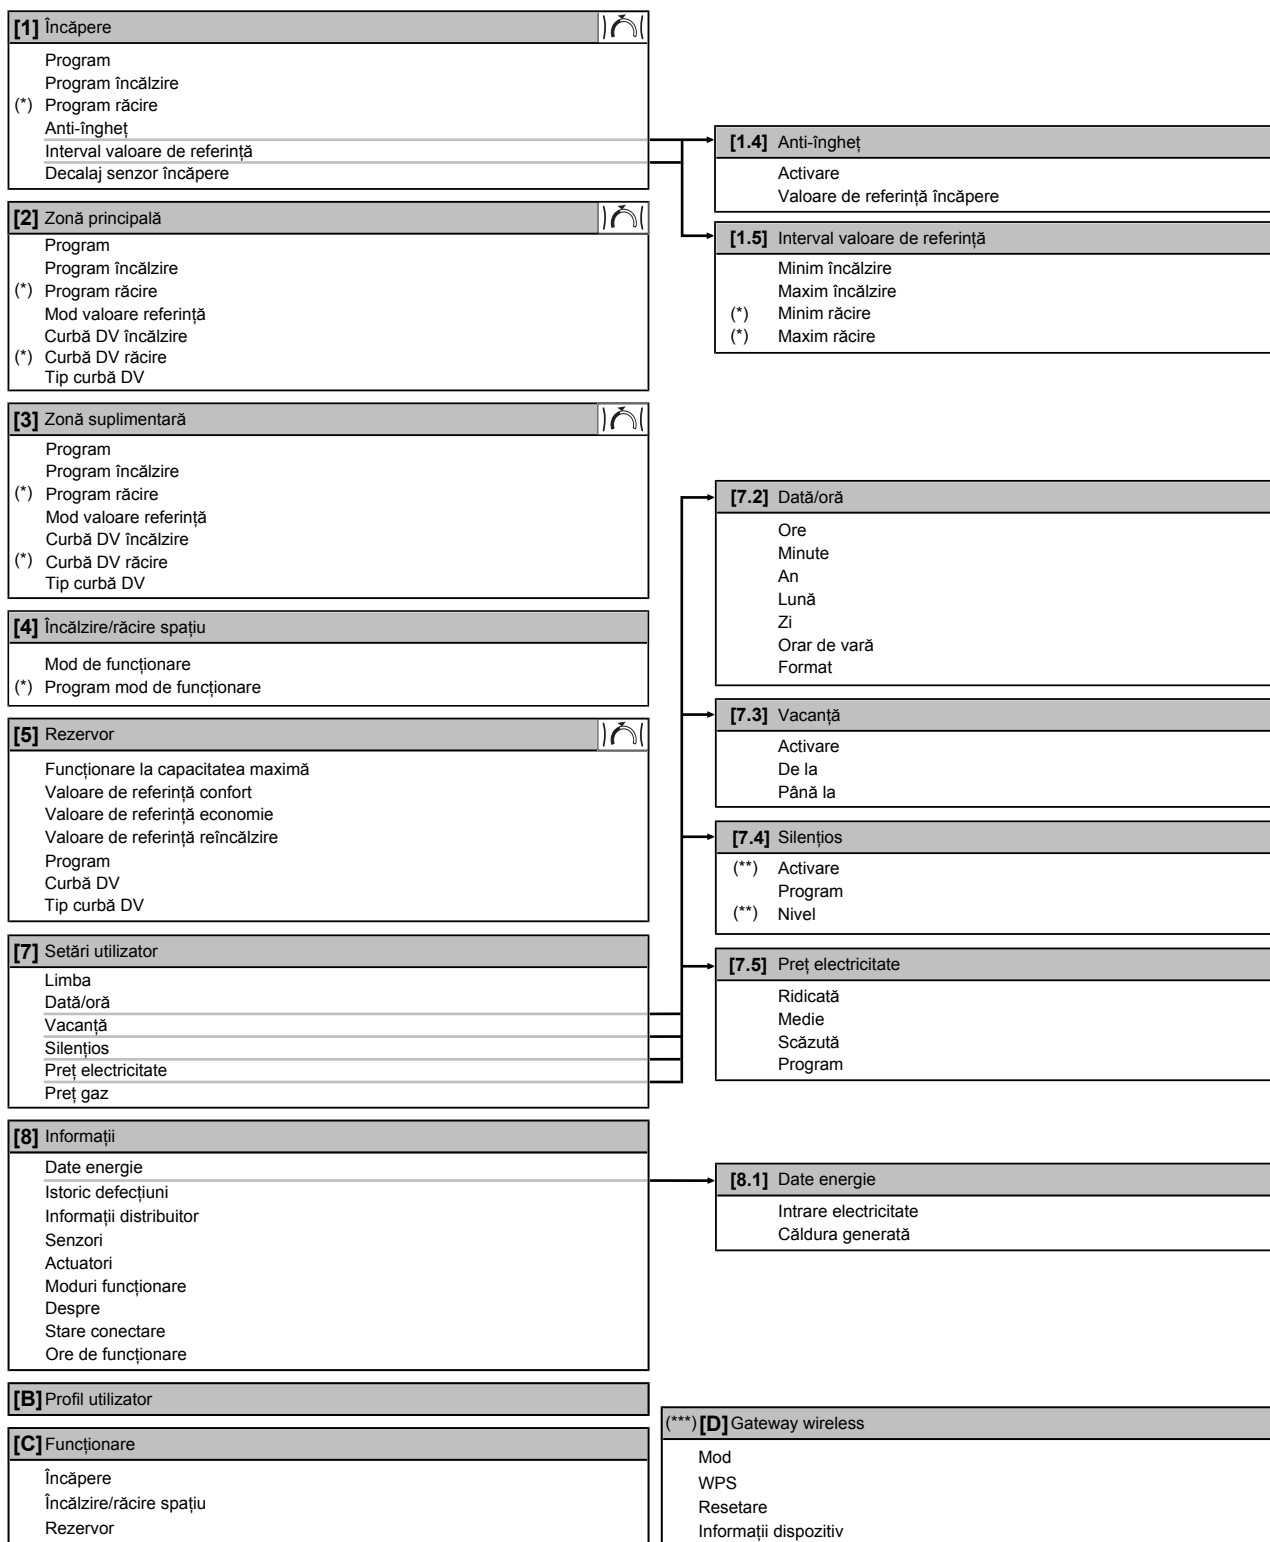 [1] Încăpere
Program
Program încălzire
(*) Program răcire
Anti-îngheț
Interval valoare de referință
Decalaj senzor încăpere
[1.4] Anti-îngheț
Activare
Valoare de referință încăpere
[1.5] Interval valoare de referință
Minim încălzire
Maxim încălzire
(*) Minim răcire
(*) Maxim răcire
[2] Zonă principală
Program
Program încălzire
(*) Program răcire
Mod valoare referință
Curbă DV încălzire
(*) Curbă DV răcire
Tip curbă DV
[3] Zonă suplimentară
Program
Program încălzire
(*) Program răcire
Mod valoare referință
Curbă DV încălzire
(*) Curbă DV răcire
Tip curbă DV
[4] Încălzire/răcire spațiu
Mod de funcționare
(*) Program mod de funcționare
[5] Rezervor
Funcționare la capacitatea maximă
Valoare de referință confort
Valoare de referință economie
Valoare de referință reîncălzire
Program
Curbă DV
Tip curbă DV
[7] Setări utilizator
Limba
Dată/oră
Vacanță
Silențios
Preț electricitate
Preț gaz
[7.2] Dată/oră
Ore
Minute
An
Lună
Zi
Orar de vară
Format
[7.3] Vacanță
Activare
De la
Până la
[7.4] Silențios
(**) Activare
Program
(**) Nivel
[7.5] Preț electricitate
Ridicată
Medie
Scăzută
Program
[8] Informații
Date energie
Istoric defecțiuni
Informații distribuitor
Senzori
Actuatori
Moduri funcționare
Despre
Stare conectare
Ore de funcționare
[8.1] Date energie
Intrare electricitate
Căldura generată
[B] Profil utilizator
[C] Funcționare
Încăpere
Încălzire/răcire spațiu
Rezervor
(***) [D] Gateway wireless
Mod
WPS
Resetare
Informații dispozitiv